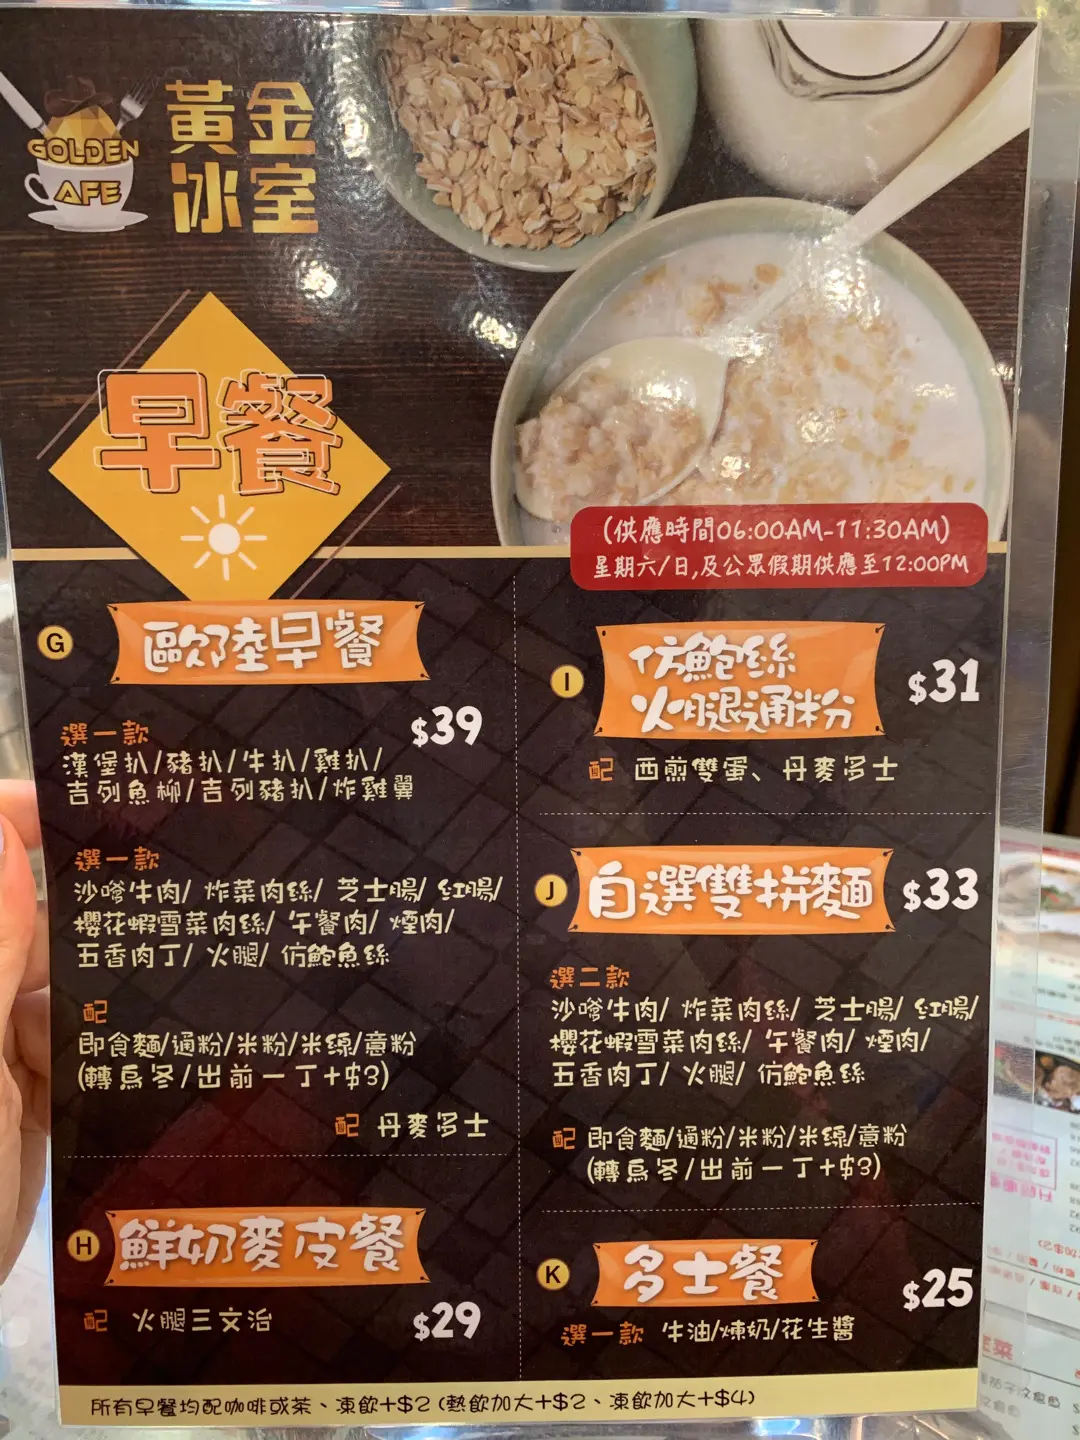 GOLDEN
AFE
黃金
冰室
早餐
(供應時間06:00AM-11:30AM)
星期六/日,及公眾假期供應至12:00PM
G
歐陸早餐
$39
選一款
漢堡扒/豬扒/牛扒/雞扒/
吉列魚柳/吉列豬扒/炸雞翼
選一款
沙嗲牛肉/ 炸菜肉絲/ 芝士腸/ 紅腸/
櫻花蝦雪菜肉絲/ 午餐肉/ 煙肉/
五香肉丁/ 火腿/ 仿鮑魚絲
配
即食麵/通粉/米粉/米線/意粉
(轉烏冬/出前一丁+$3)
配 丹麥多士
H
鮮奶麥皮餐
配 火腿三文治
$29
I
仿鮑絲
火腿通粉
$31
配 西煎雙蛋、丹麥多士
J
自選雙拼麵
$33
選二款
沙嗲牛肉/ 炸菜肉絲/ 芝士腸/ 紅腸/
櫻花蝦雪菜肉絲/ 午餐肉/ 煙肉/
五香肉丁/ 火腿/ 仿鮑魚絲
配 即食麵/通粉/米粉/米線/意粉
(轉烏冬/出前一丁+$3)
K
多士餐
$25
選一款 牛油/煉奶/花生醬
所有早餐均配咖啡或茶、凍飲+$2 (熱飲加大+$2、凍飲加大+$4)